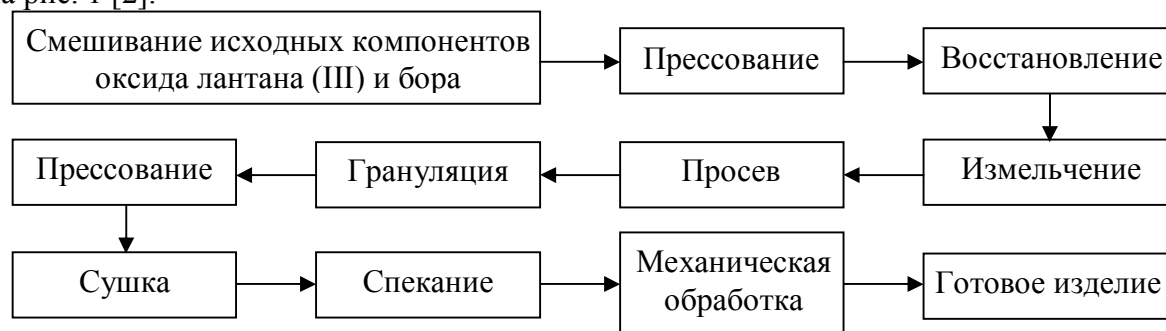 а рис. 1 [2].
Смешивание исходных компонентов
оксида лантана (III) и бора
Прессование
Восстановление
Измельчение
Просев
Грануляция
Прессование
Сушка
Спекание
Механическая
обработка
Готовое изделие